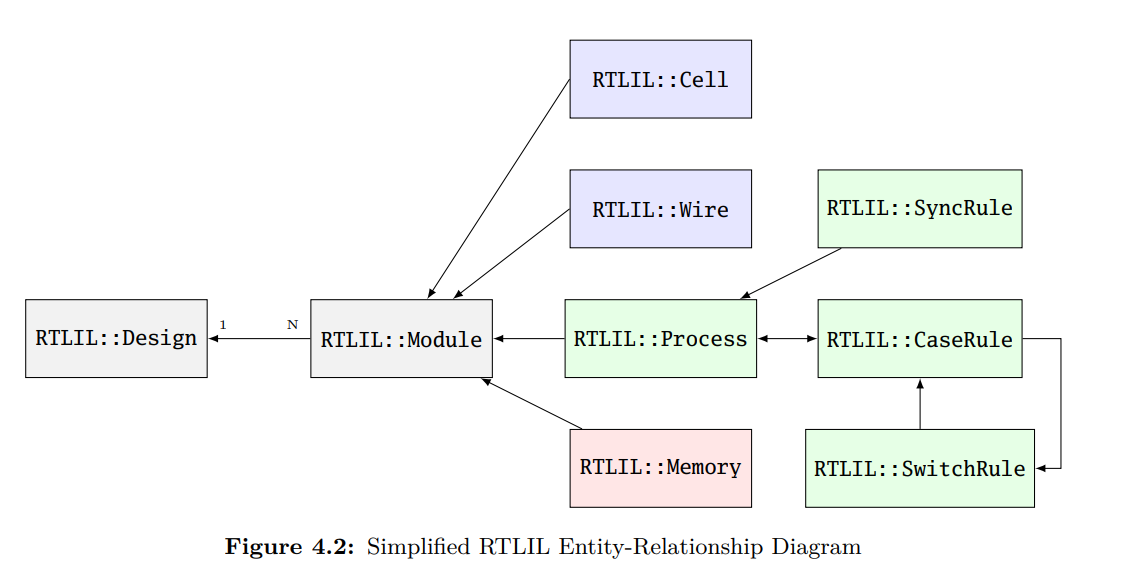 RTLIL::Cell
RTLIL::Wire
RTLIL::SyncRule
1
N
RTLIL::Design
RTLIL::Module
RTLIL::Process
RTLIL::CaseRule
RTLIL::Memory
RTLIL::SwitchRule
Figure 4.2: Simplified RTLIL Entity-Relationship Diagram